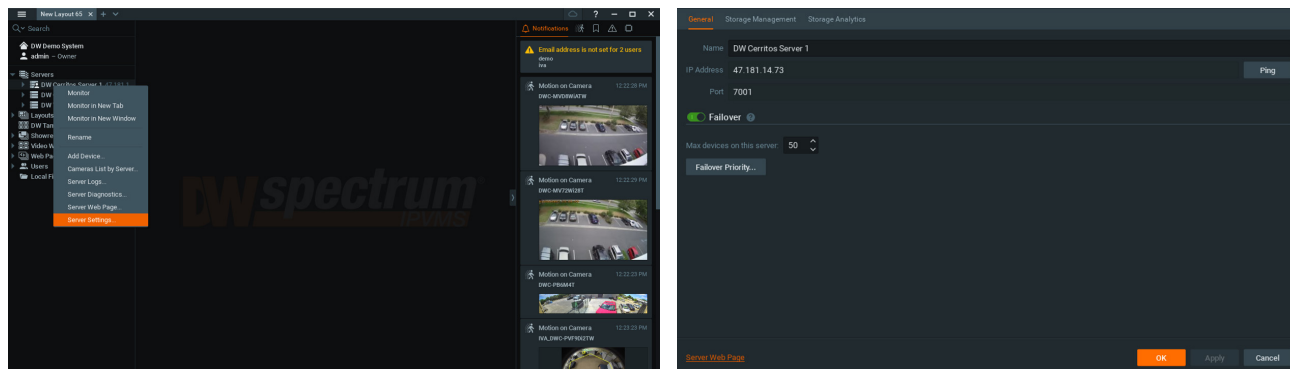 New Layout 65 × + ?
Search
DW Demo System
admin – Owner
Servers
DW Cerritos Server 1 47.181.1
DW
DW
Layouts
DW Tan
Showre
Video W
Web Pa
Users
Local Fi
Monitor
Monitor in New Tab
Monitor in New Window
Rename
Add Device...
Cameras List by Server...
Server Logs...
Server Diagnostics...
Server Web Page...
Server Settings...
DW spectrum
IPVMS
Notifications
Email address is not set for 2 users
demo
iva
Motion on Camera 12:22:28 PM
Motion on Camera 12:22:29 PM
DWC-MV72Wi28T
Motion on Camera 12:22:23 PM
DWC-PB6M4T
Motion on Camera 12:23:23 PM
General Storage Management Storage Analytics
Name DW Cerritos Server 1
IP Address 47.181.14.73 Ping
Port 7001
Failover ?
Max devices on this server: 50
Failover Priority...
Server Web Page OK Apply Cancel